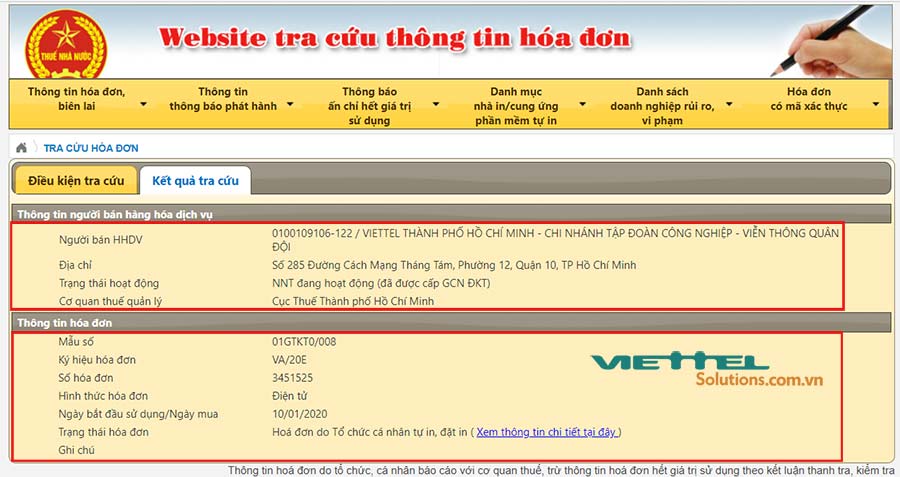 THUẾ NHÀ NƯỚC
Website tra cứu thông tin hóa đơn
Thông tin hóa đơn,
biên lai
Thông tin
thông báo phát hành
Thông báo
ấn chỉ hết giá trị
sử dụng
Danh mục
nhà in/cung ứng
phần mềm tự in
Danh sách
doanh nghiệp rủi ro,
vi phạm
Hóa đơn
có mã xác thực
TRA CỨU HÓA ĐƠN
Điều kiện tra cứu
Kết quả tra cứu
Thông tin người bán hàng hóa dịch vụ
Người bán HHDV 0100109106-122 / VIETTEL THÀNH PHỐ HỒ CHÍ MINH - CHI NHÁNH TẬP ĐOÀN CÔNG NGHIỆP - VIỄN THÔNG QUÂN
ĐỘI
Địa chỉ Số 285 Đường Cách Mạng Tháng Tám, Phường 12, Quận 10, TP Hồ Chí Minh
Trạng thái hoạt động NNT đang hoạt động (đã được cấp GCN ĐKT)
Cơ quan thuế quản lý Cục Thuế Thành phố Hồ Chí Minh
Thông tin hóa đơn
Mẫu số 01GTKT0/008
Ký hiệu hóa đơn VA/20E
Số hóa đơn 3451525
Hình thức hóa đơn Điện tử
Ngày bắt đầu sử dụng/Ngày mua 10/01/2020
Trạng thái hóa đơn Hoá đơn do Tổ chức cá nhân tự in, đặt in ( Xem thông tin chi tiết tại đây )
Ghi chú
VIETTEL
Solutions.com.vn
Thông tin hoá đơn do tổ chức, cá nhân báo cáo với cơ quan thuế, trừ thông tin hoá đơn hết giá trị sử dụng theo kết luận thanh tra, kiểm tra